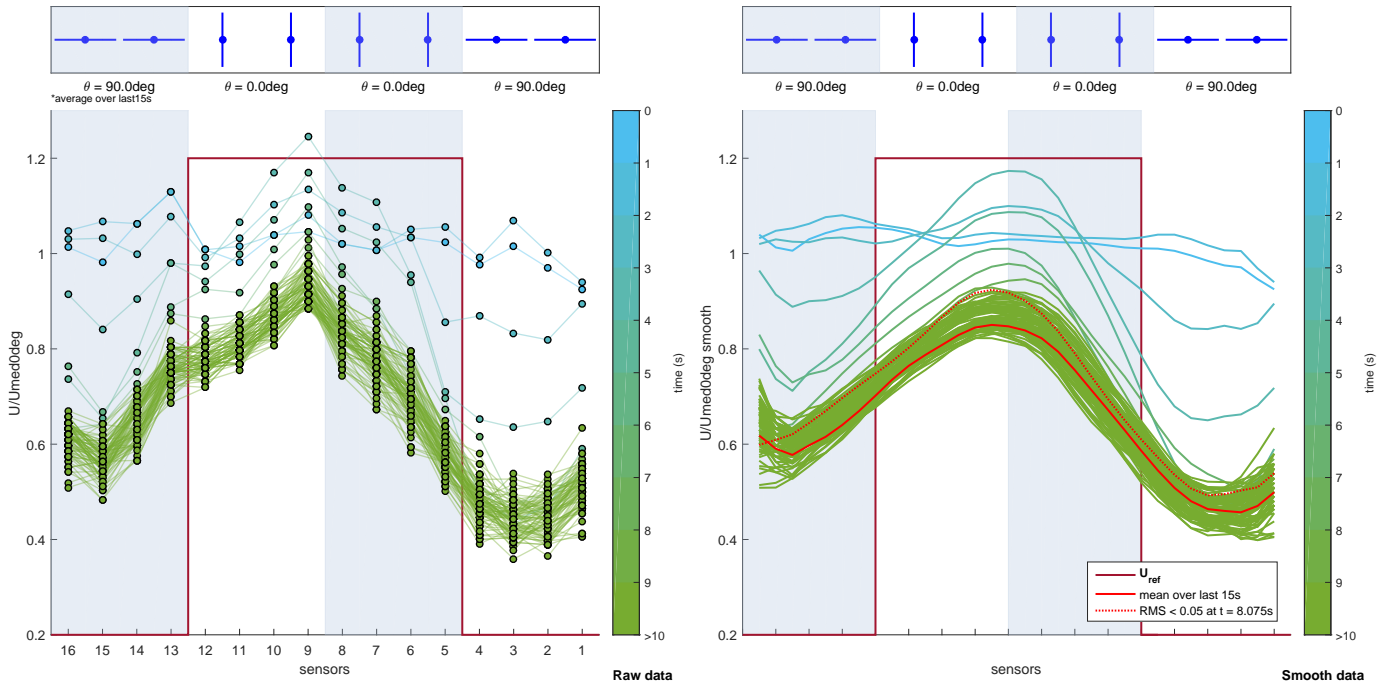 θ = 90.0deg θ = 0.0deg θ = 0.0deg θ = 90.0deg
*average over last15s
U/Umed0deg
1.2
1
0.8
0.6
0.4
0.2
16 15 14 13 12 11 10 9 8 7 6 5 4 3 2 1
sensors
0
1
2
3
4
5
6
7
8
9
>10
time (s)
Raw data
θ = 90.0deg θ = 0.0deg θ = 0.0deg θ = 90.0deg
U/Umed0deg smooth
1.2
1
0.8
0.6
0.4
0.2
U_ref
mean over last 15s
RMS < 0.05 at t = 8.075s
sensors
0
1
2
3
4
5
6
7
8
9
>10
time (s)
Smooth data